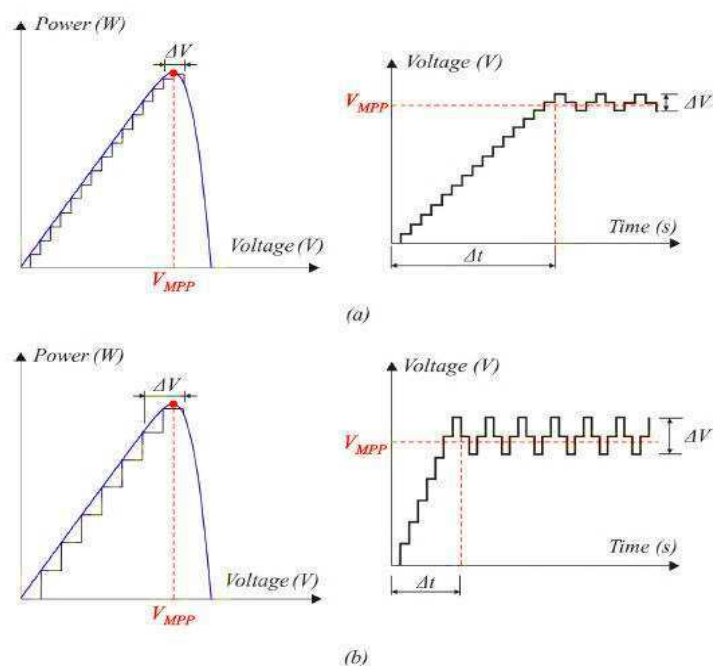 Power (W)
ΔV
Voltage (V)
V_MPP
Voltage (V)
V_MPP
ΔV
Time (s)
Δt
(a)
Power (W)
ΔV
Voltage (V)
V_MPP
Voltage (V)
V_MPP
ΔV
Time (s)
Δt
(b)